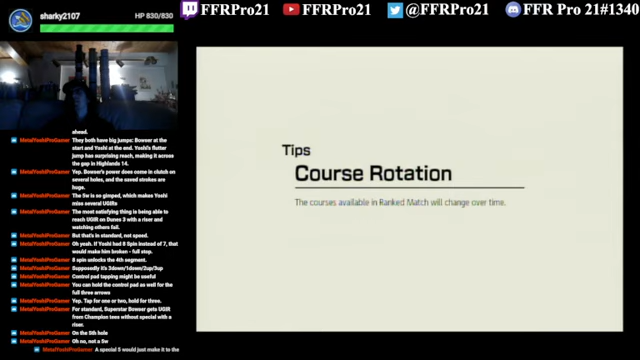 sharky2107 HP 830/830
FFRPro21 FFRPro21 @FFRPro21 FFR Pro 21#1340
ahead.
MetalYoshiProGamer They both have big jumps: Bowser at the
start and Yoshi at the end. Yoshi's flutter
jump has surprising reach, making it across
the gap in Highlands 14.
MetalYoshiProGamer Yep. Bowser's power does come in clutch on
several holes, and the saved strokes are
huge.
MetalYoshiProGamer The 5w is so gimped, which makes Yoshi
miss several UGIRs
MetalYoshiProGamer The most satisfying thing is being able to
reach UGIR on Dunes 3 with a riser and
watching others fail.
MetalYoshiProGamer But that's in standard, not speed.
MetalYoshiProGamer Oh yeah. If Yoshi had 8 Spin instead of 7, that
would make him broken - full stop.
MetalYoshiProGamer 8 spin unlocks the 4th segment.
MetalYoshiProGamer Supposedly it's 3down/1down/2up/3up
MetalYoshiProGamer Control pad tapping might be useful
MetalYoshiProGamer You can hold the control pad as well for the
full three arrows
MetalYoshiProGamer Yep. Tap for one or two, hold for three.
MetalYoshiProGamer For standard, Superstar Bowser gets UGIR
from Champion tees without special with a
riser.
MetalYoshiProGamer On the 5th hole
MetalYoshiProGamer Oh no, not a 5w
MetalYoshiProGamer A special 5 would just make it to the
Tips
Course Rotation
The courses available in Ranked Match will change over time.